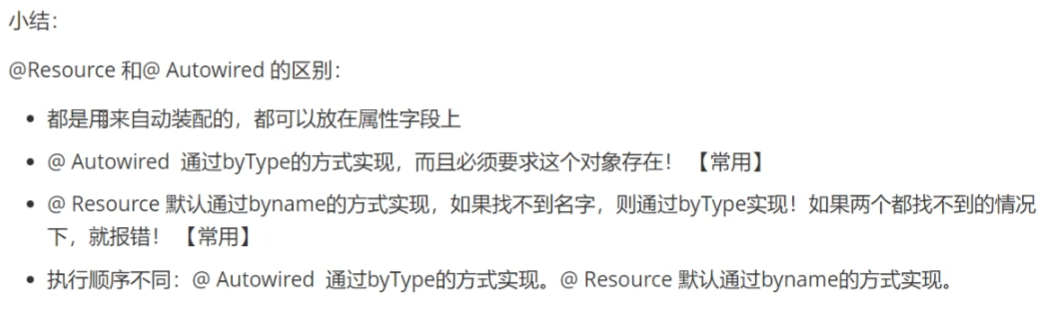 小结：
@Resource 和@ Autowired 的区别：
• 都是用来自动装配的，都可以放在属性字段上
• @ Autowired 通过byType的方式实现，而且必须要求这个对象存在！ 【常用】
• @ Resource 默认通过byname的方式实现，如果找不到名字，则通过byType实现！如果两个都找不到的情况
下，就报错！ 【常用】
• 执行顺序不同：@ Autowired 通过byType的方式实现。@ Resource 默认通过byname的方式实现。